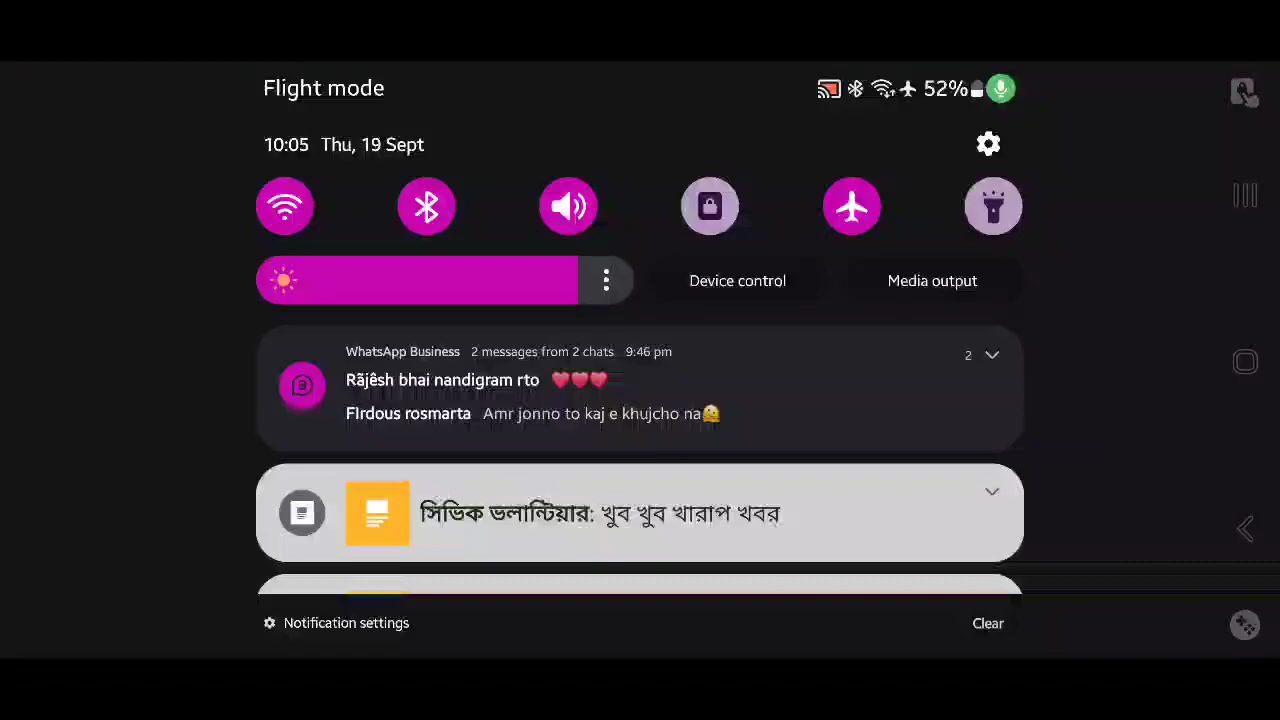 Flight mode
52%
10:05 Thu, 19 Sept
Device control
Media output
WhatsApp Business 2 messages from 2 chats 9:46 pm
2
Rãjêsh bhai nandigram rto ❤️❤️❤️
FIrdous rosmarta Amr jonno to kaj e khujcho na🫠
সিভিক ভলান্টিয়ার: খুব খুব খারাপ খবর
Notification settings
Clear